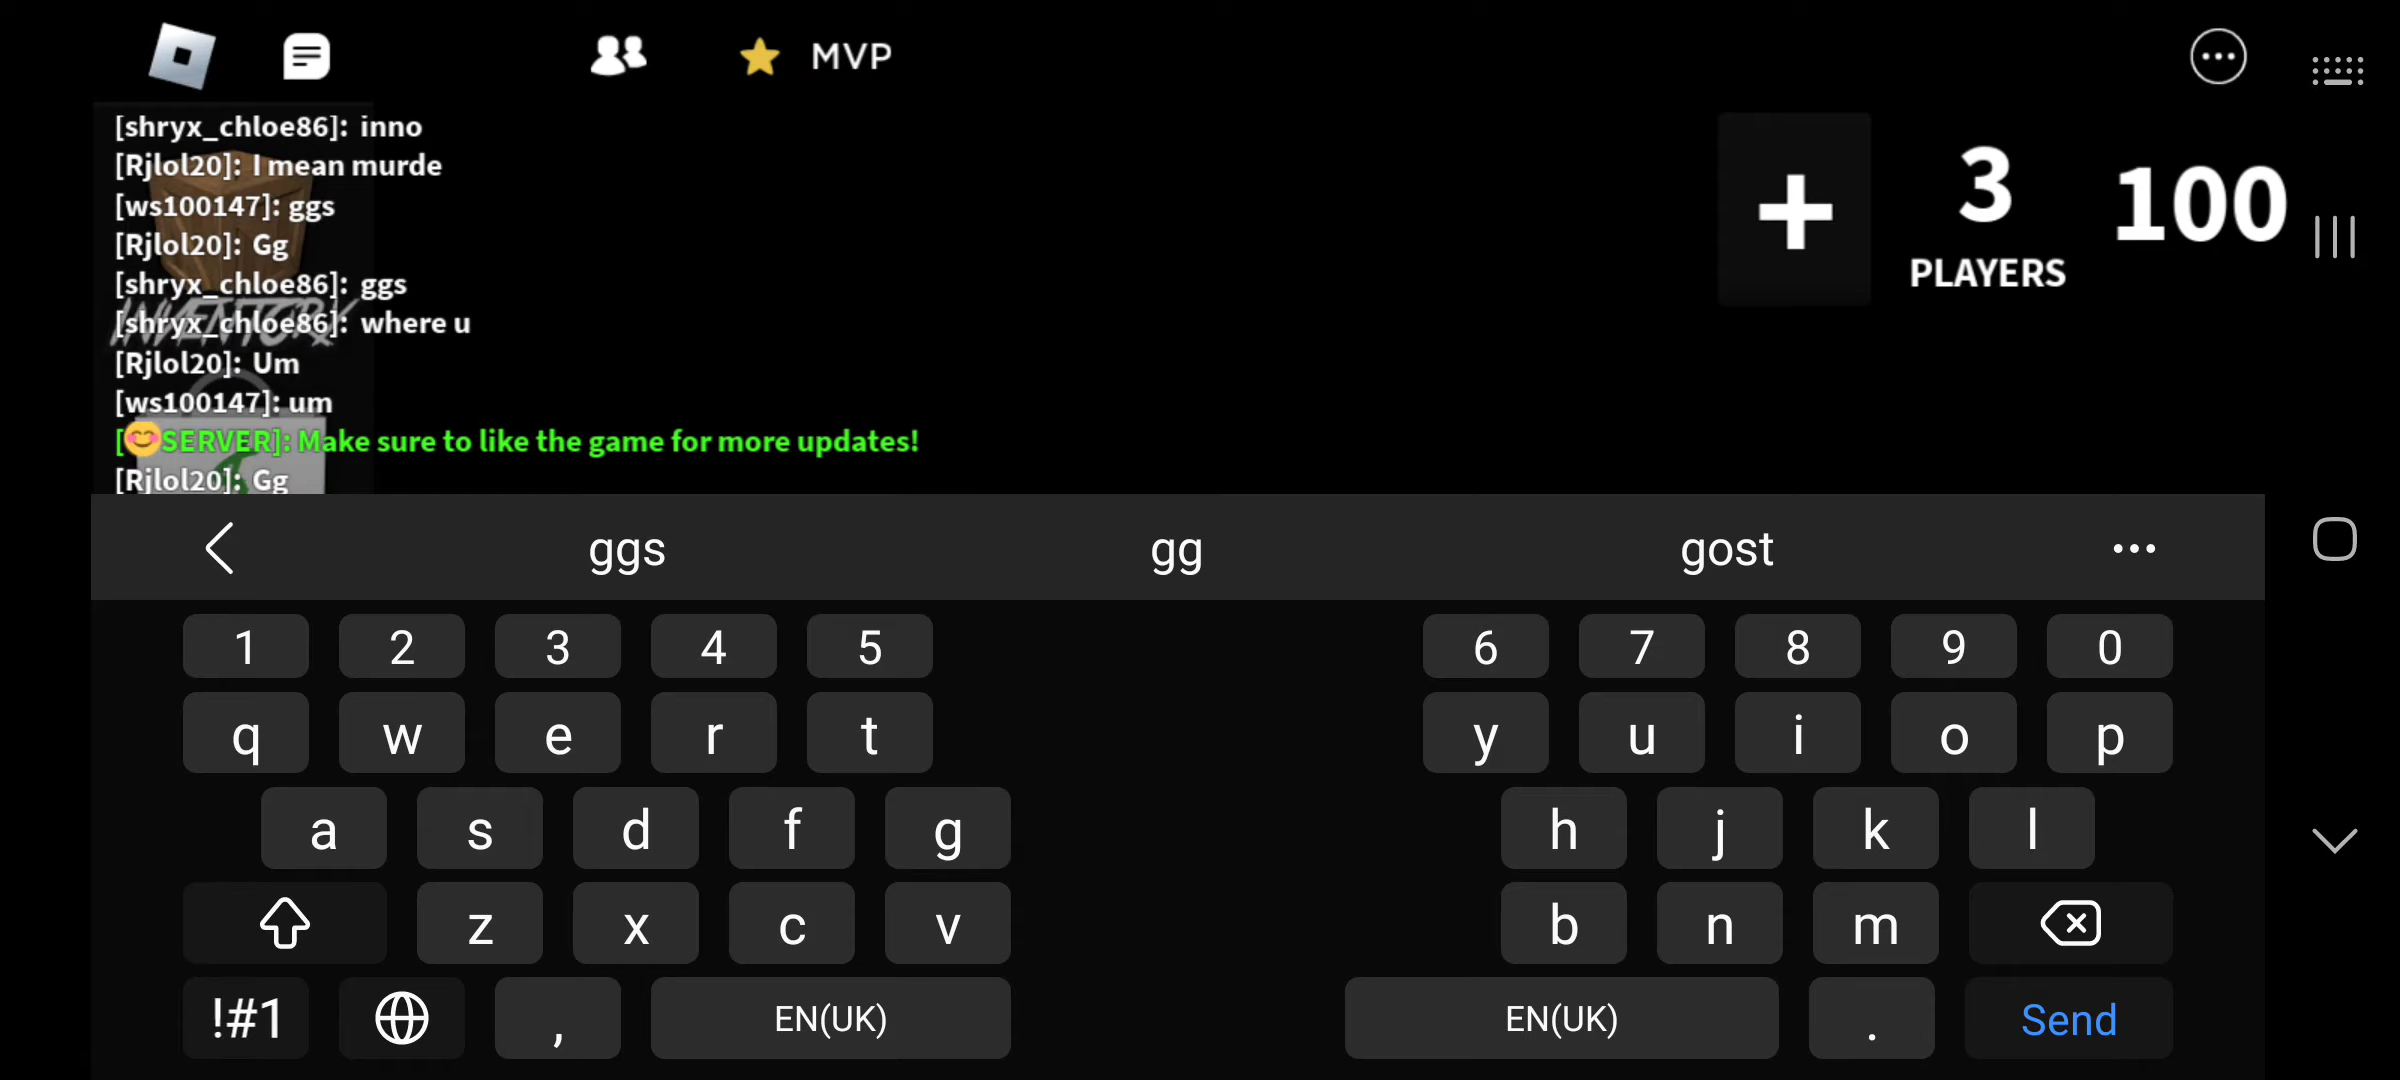 MVP
[shryx_chloe86]: inno
[Rjlol20]: I mean murde
[ws100147]: ggs
[Rjlol20]: Gg
[shryx_chloe86]: ggs
INVENTORY
[shryx_chloe86]: where u
[Rjlol20]: Um
[ws100147]: um
[😊SERVER]: Make sure to like the game for more updates!
[Rjlol20]: Gg
+
3
PLAYERS
100
ggs gg gost
1 2 3 4 5 6 7 8 9 0
q w e r t y u i o p
a s d f g h j k l
z x c v b n m
!#1 , EN(UK) EN(UK) . Send